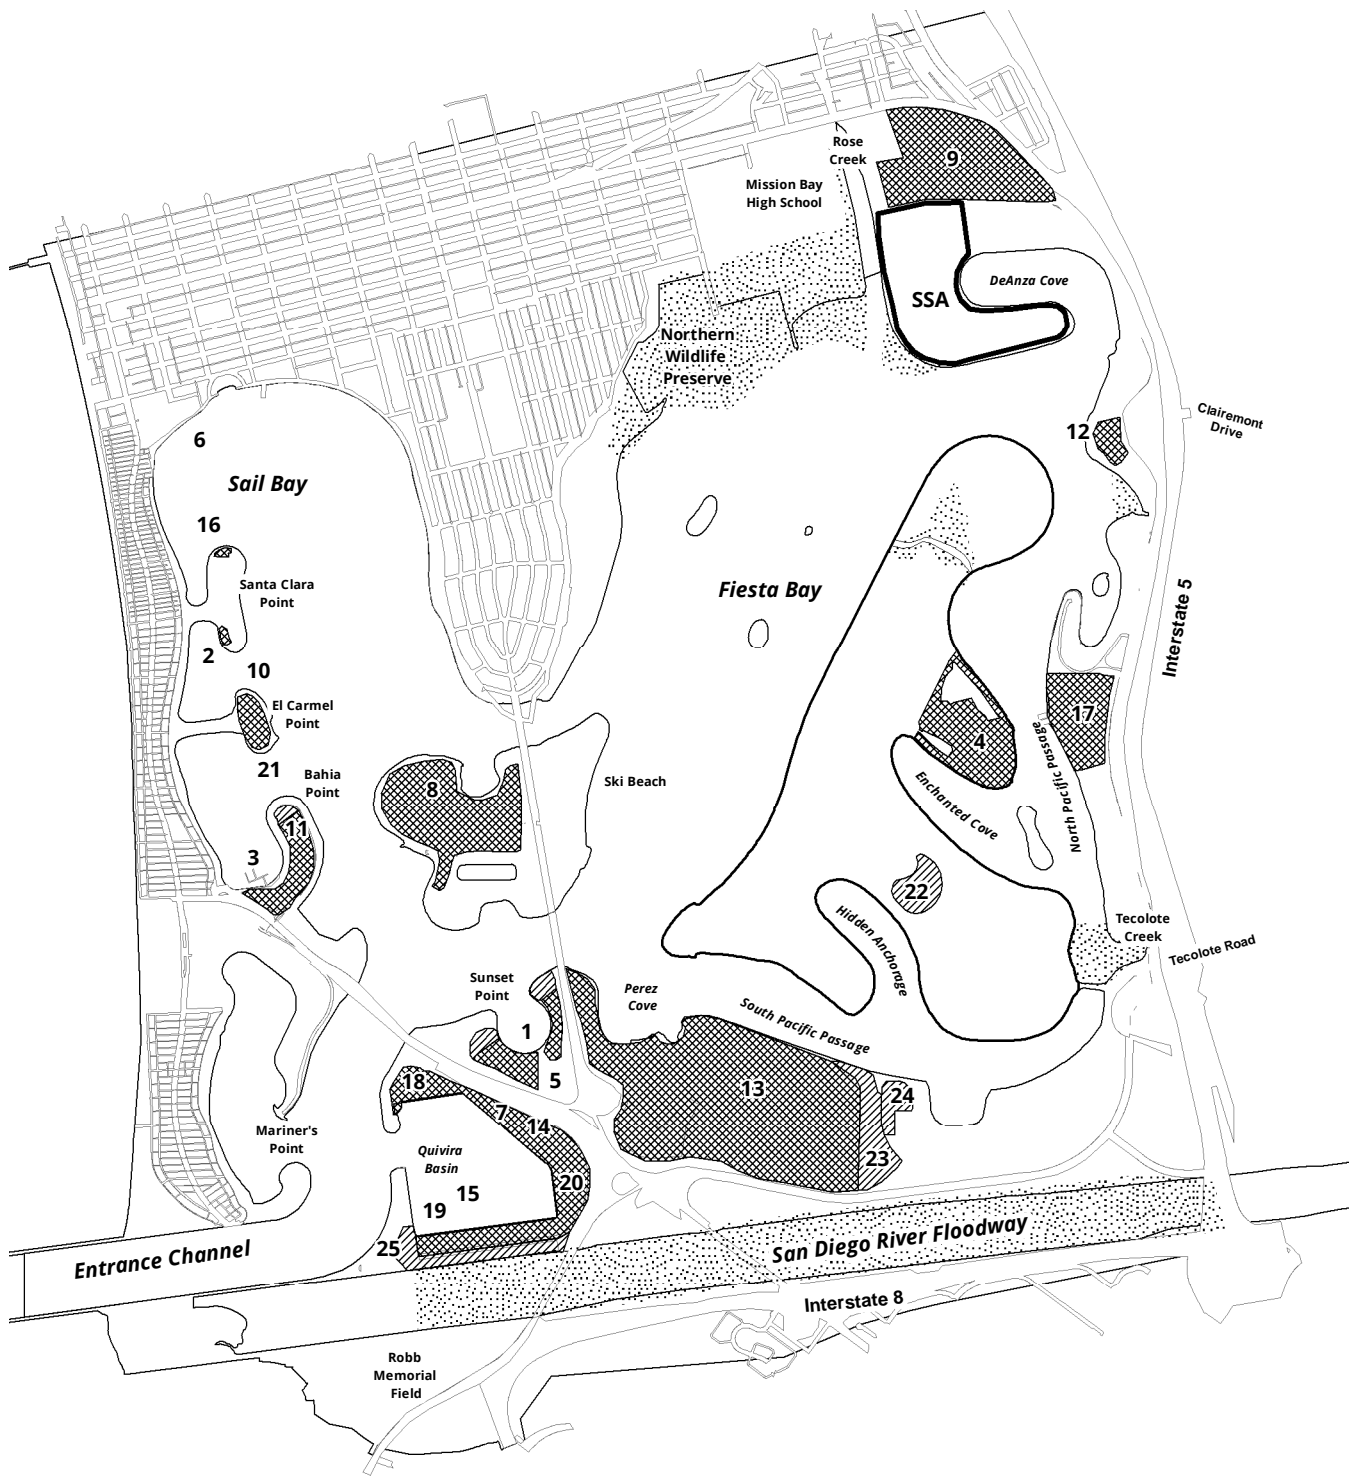 Rose
Creek
9
Mission Bay
High School
DeAnza Cove
SSA
Northern
Wildlife
Preserve
Clairemont
Drive
12
6
Sail Bay
16
Santa Clara
Point
Fiesta Bay
Interstate 5
2
10
El Carmel
Point
17
4
North Pacific Passage
21
Bahia
Point
Ski Beach
8
Enchanted Cove
11
3
22
Hidden Anchorage
Tecolote
Creek
Tecolote Road
Sunset
Point
Perez
Cove
South Pacific Passage
1
5
18
13
24
7
14
Mariner's
Point
Quivira
Basin
23
20
15
19
25
Entrance Channel
San Diego River Floodway
Interstate 8
Robb
Memorial
Field